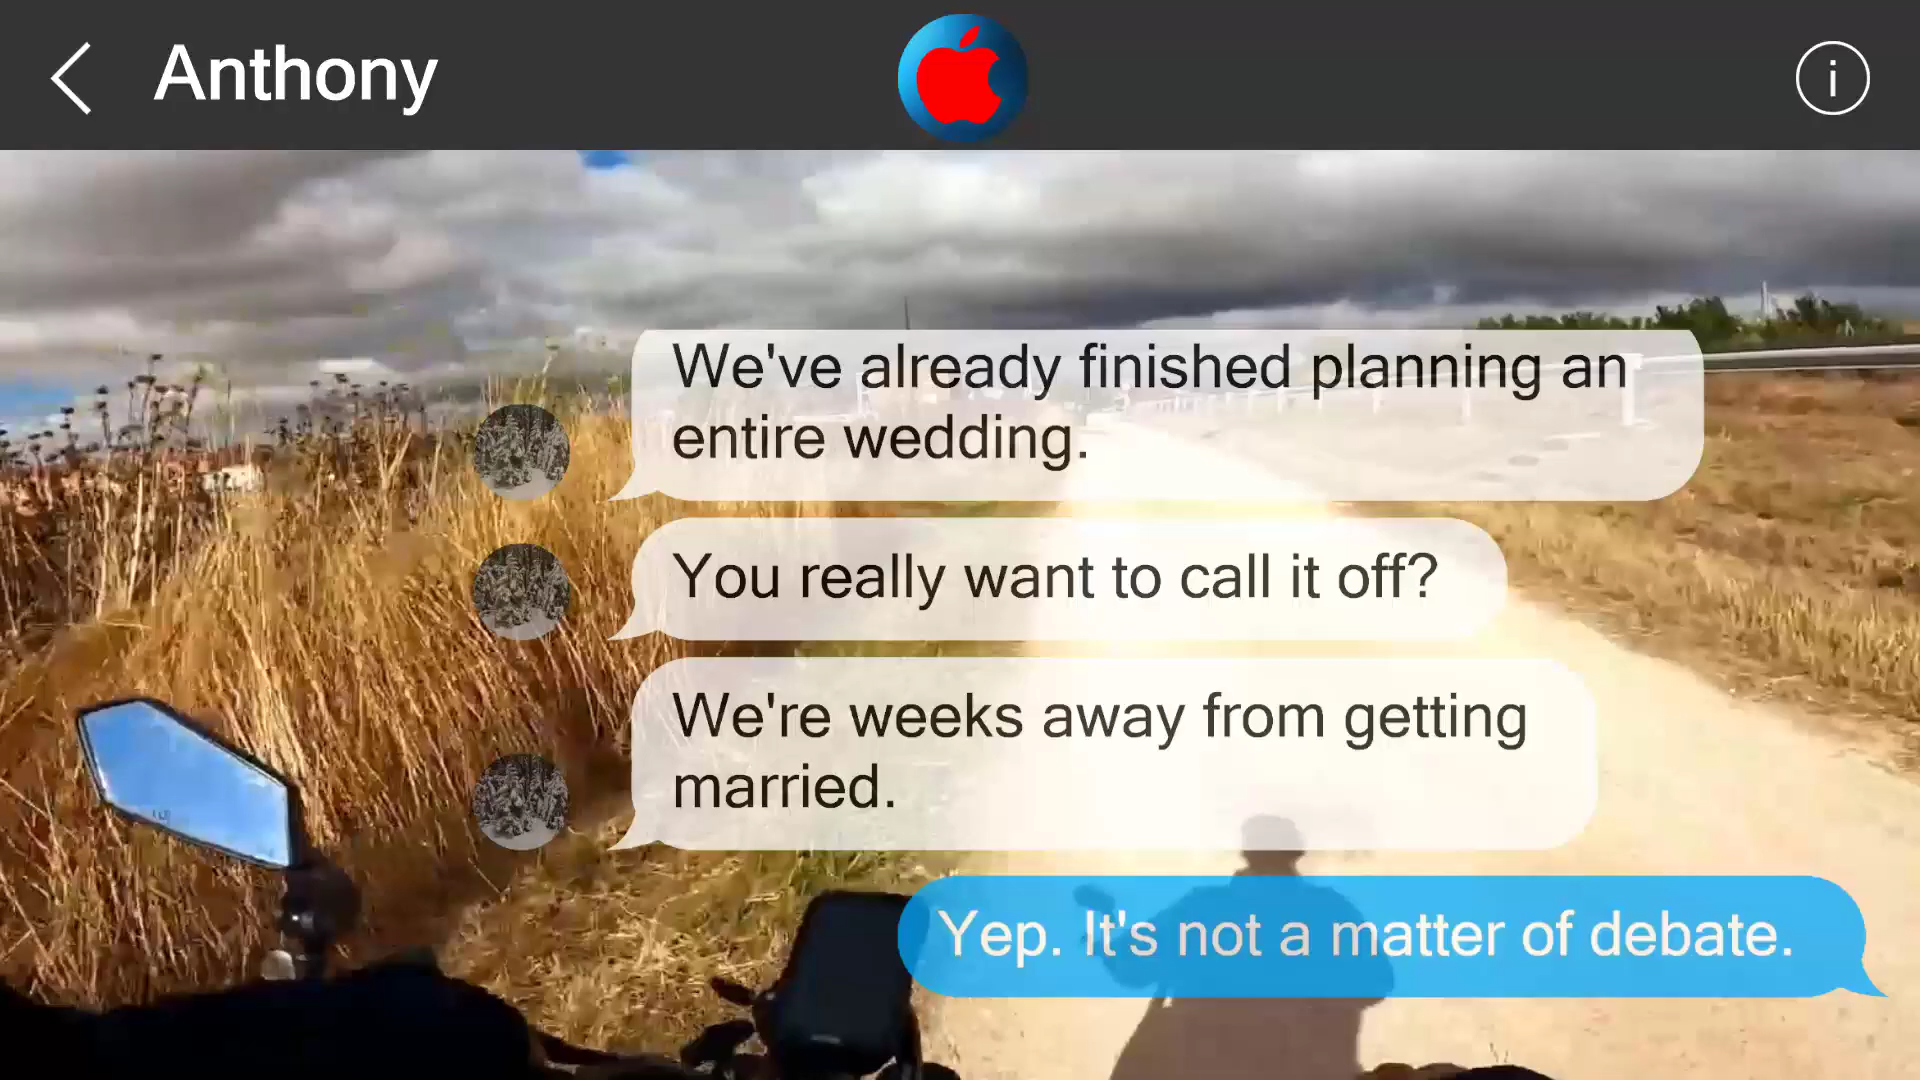 Anthony
i
We've already finished planning an
entire wedding.
You really want to call it off?
We're weeks away from getting
married.
Yep. It's not a matter of debate.